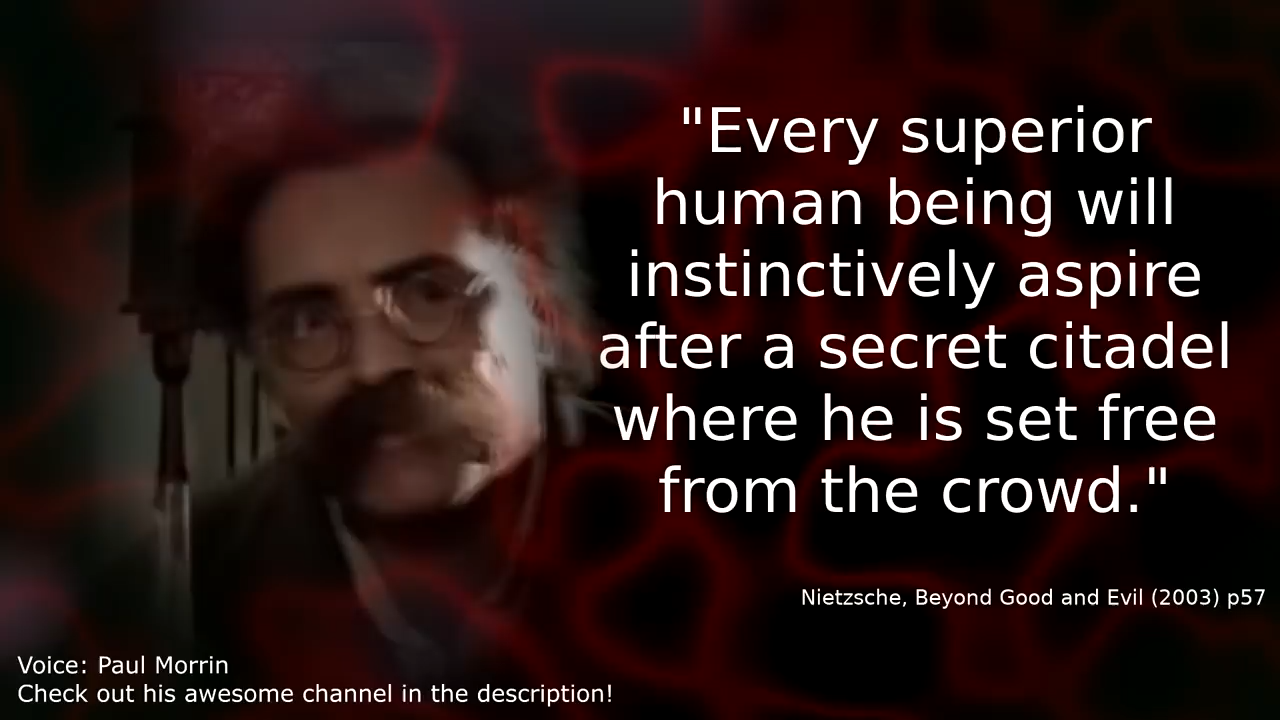 "Every superior
human being will
instinctively aspire
after a secret citadel
where he is set free
from the crowd."
Nietzsche, Beyond Good and Evil (2003) p57
Voice: Paul Morrin
Check out his awesome channel in the description!